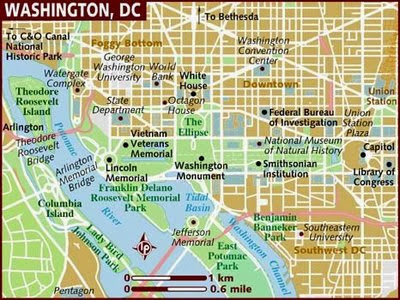 WASHINGTON, DC
To Bethesda
To C&O Canal
National
Historic Park
Foggy Bottom
Watergate
Complex
George
Washington
University
World
Bank
White
House
Washington
Convention
Center
Downtown
Union
Station
Theodore
Roosevelt
Island
State
Department
Octagon
House
The
Ellipse
Federal Bureau
of Investigation
Union
Station
Plaza
Arlington
Theodore
Roosevelt
Bridge
Potomac
Vietnam
Veterans
Memorial
National
Museum of
History
Capitol
Arlington
Memorial
Bridge
Lincoln
Memorial
Washington
Monument
Smithsonian
Institution
Library of
Congress
Franklin Delano
Roosevelt Memorial
Park
Columbia
Island
River
Tidal
Basin
Lady Bird
Johnson Park
Jefferson
Memorial
Benjamin
Banneker
Park
Southeastern
University
Washington Channel
Southwest DC
East
Potomac
Park
Pentagon
1 km
0.6 mile